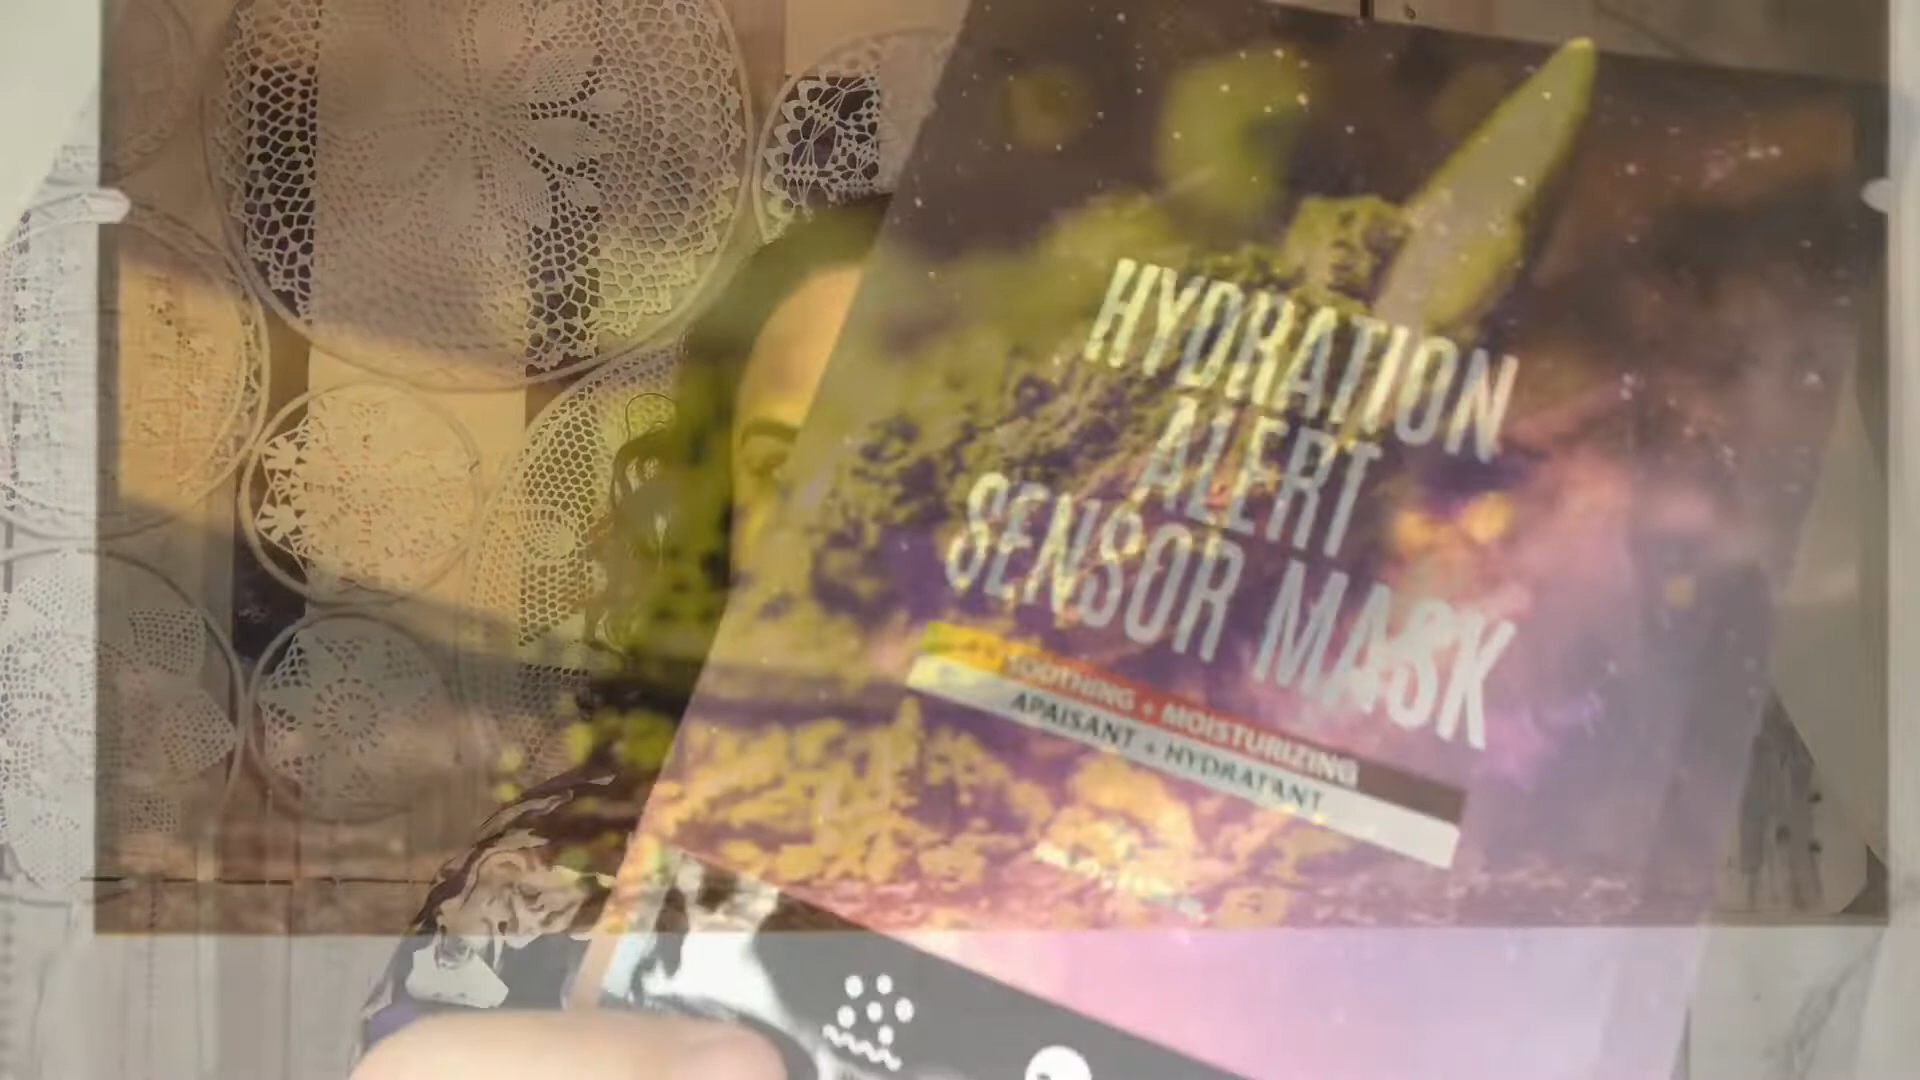 HYDRATION
ALERT
SENSOR MASK
SOOTHING + MOISTURIZING
APAISANT + HYDRATANT